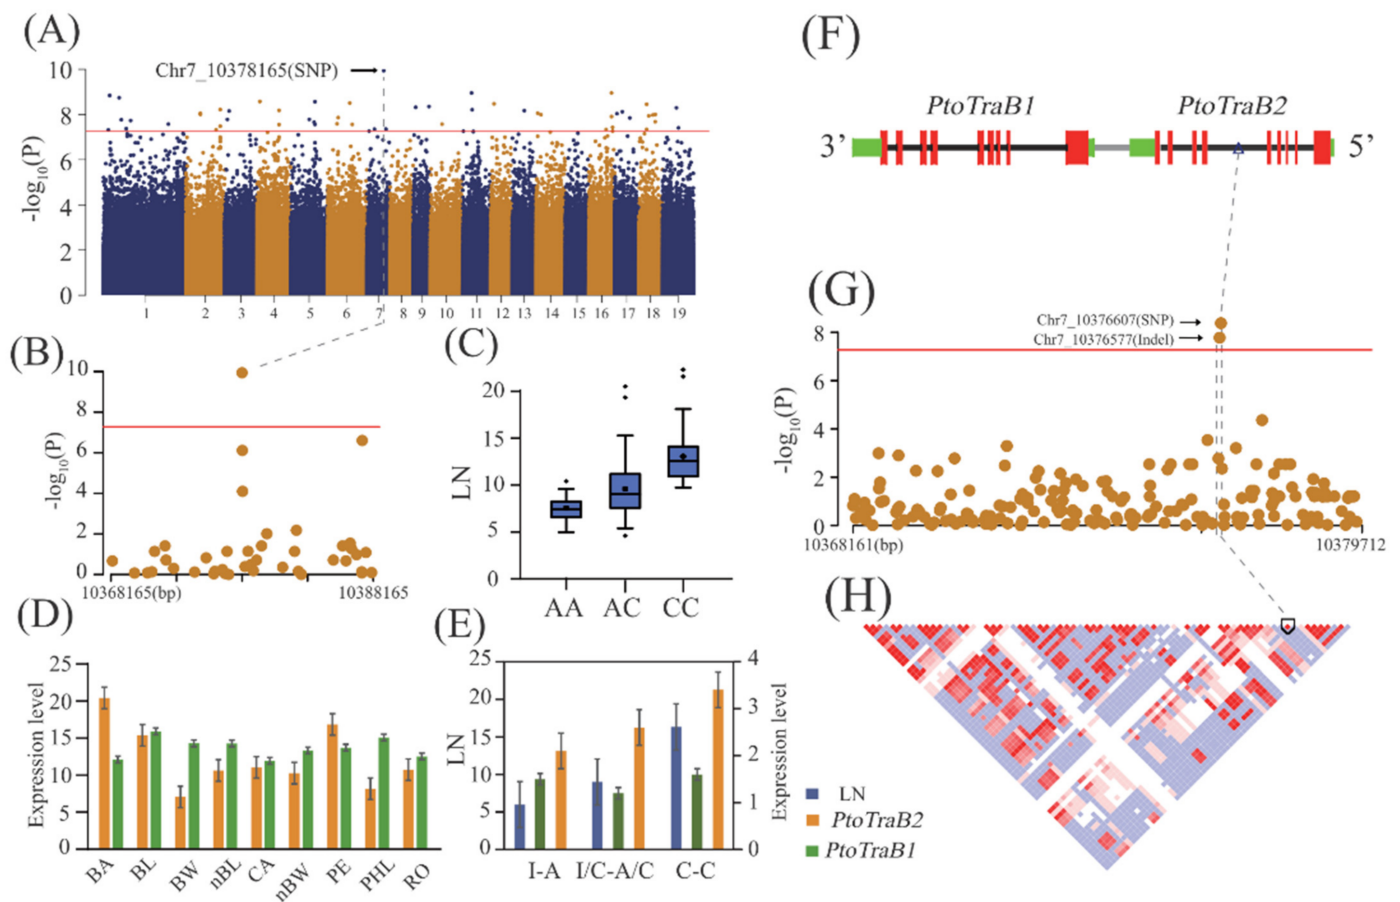 (A)
Chr7_10378165(SNP)
-log10(P)
10
8
6
4
2
0
1 2 3 4 5 6 7 8 9 10 11 12 13 14 15 16 17 18 19
(B)
-log10(P)
10
8
6
4
2
0
10368165(bp) 10388165
(C)
LN
20
15
10
5
0
AA AC CC
(D)
Expression level
25
20
15
10
5
0
BA BL BW nBL CA nBW PE PHL RO
(E)
LN
25
20
15
10
5
0
4
3
2
1
0
Expression level
I-A I/C-A/C C-C
(F)
PtoTraB1 PtoTraB2
3’ 5’
(G)
Chr7_10376607(SNP)
Chr7_10376577(Indel)
-log10(P)
8
6
4
2
0
10368161(bp) 10379712
(H)
LN
PtoTraB2
PtoTraB1